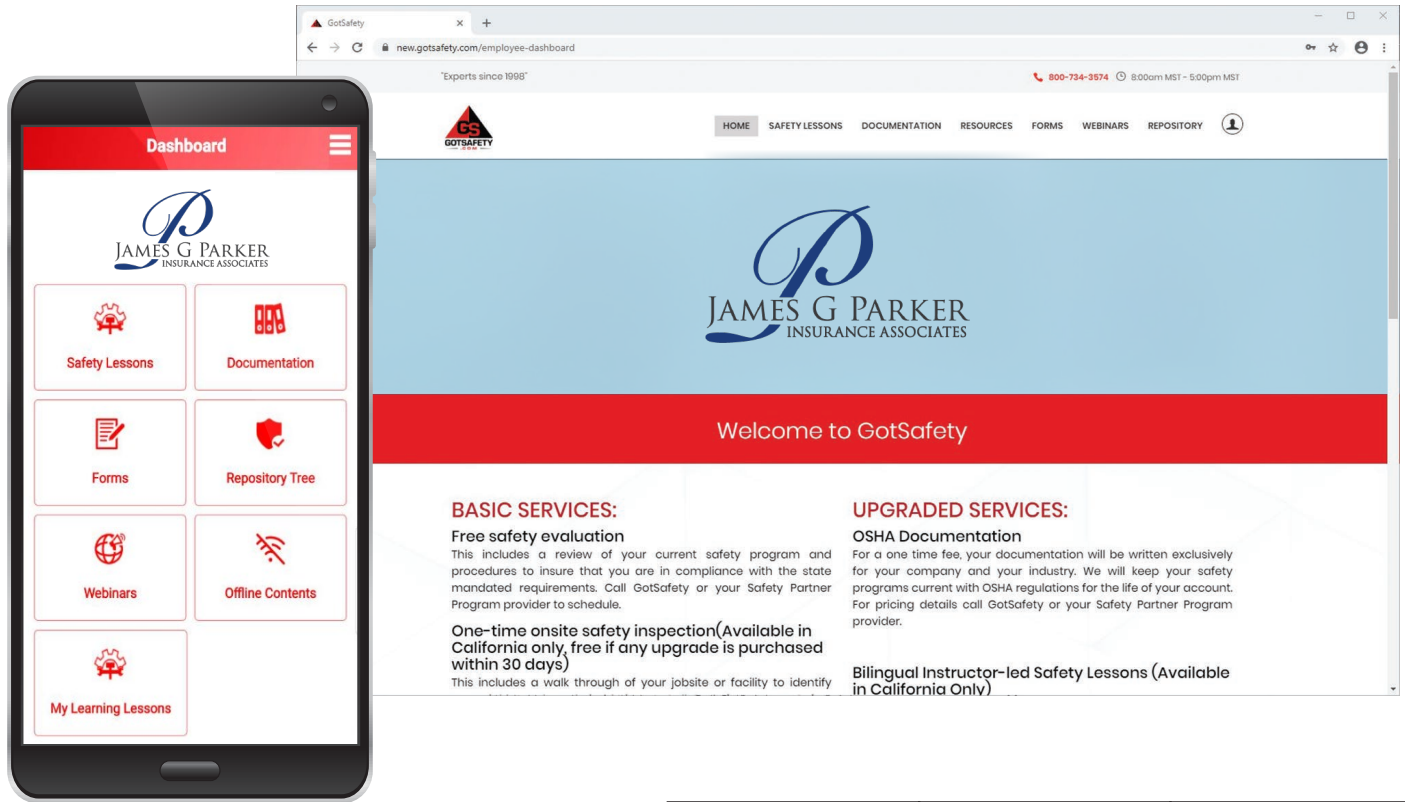 GotSafety
new.gotsafety.com/employee-dashboard
"Experts since 1998"
800-734-3574 8:00am MST - 5:00pm MST
GS
GOTSAFETY
.COM
HOME SAFETY LESSONS DOCUMENTATION RESOURCES FORMS WEBINARS REPOSITORY
JAMES G PARKER
INSURANCE ASSOCIATES
Welcome to GotSafety
BASIC SERVICES:
Free safety evaluation
This includes a review of your current safety program and
procedures to insure that you are in compliance with the state
mandated requirements. Call GotSafety or your Safety Partner
Program provider to schedule.
One-time onsite safety inspection(Available in
California only, free if any upgrade is purchased
within 30 days)
This includes a walk through of your jobsite or facility to identify
UPGRADED SERVICES:
OSHA Documentation
For a one time fee, your documentation will be written exclusively
for your company and your industry. We will keep your safety
programs current with OSHA regulations for the life of your account.
For pricing details call GotSafety or your Safety Partner Program
provider.
Bilingual Instructor-led Safety Lessons (Available
in California Only)
Dashboard
JAMES G PARKER
INSURANCE ASSOCIATES
Safety Lessons
Documentation
Forms
Repository Tree
Webinars
Offline Contents
My Learning Lessons